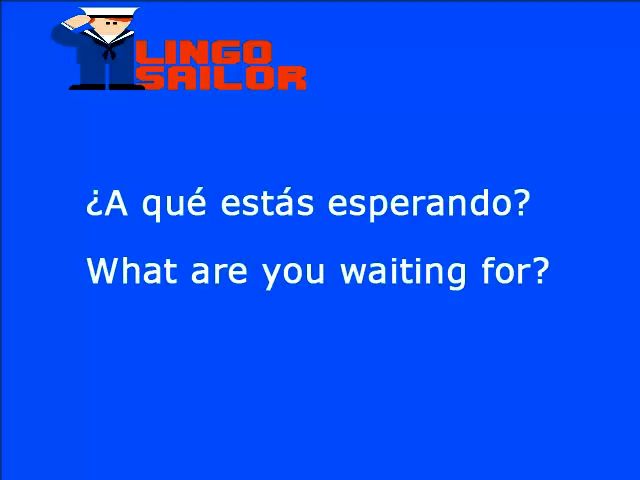 LINGO
SAILOR
¿A qué estás esperando?
What are you waiting for?